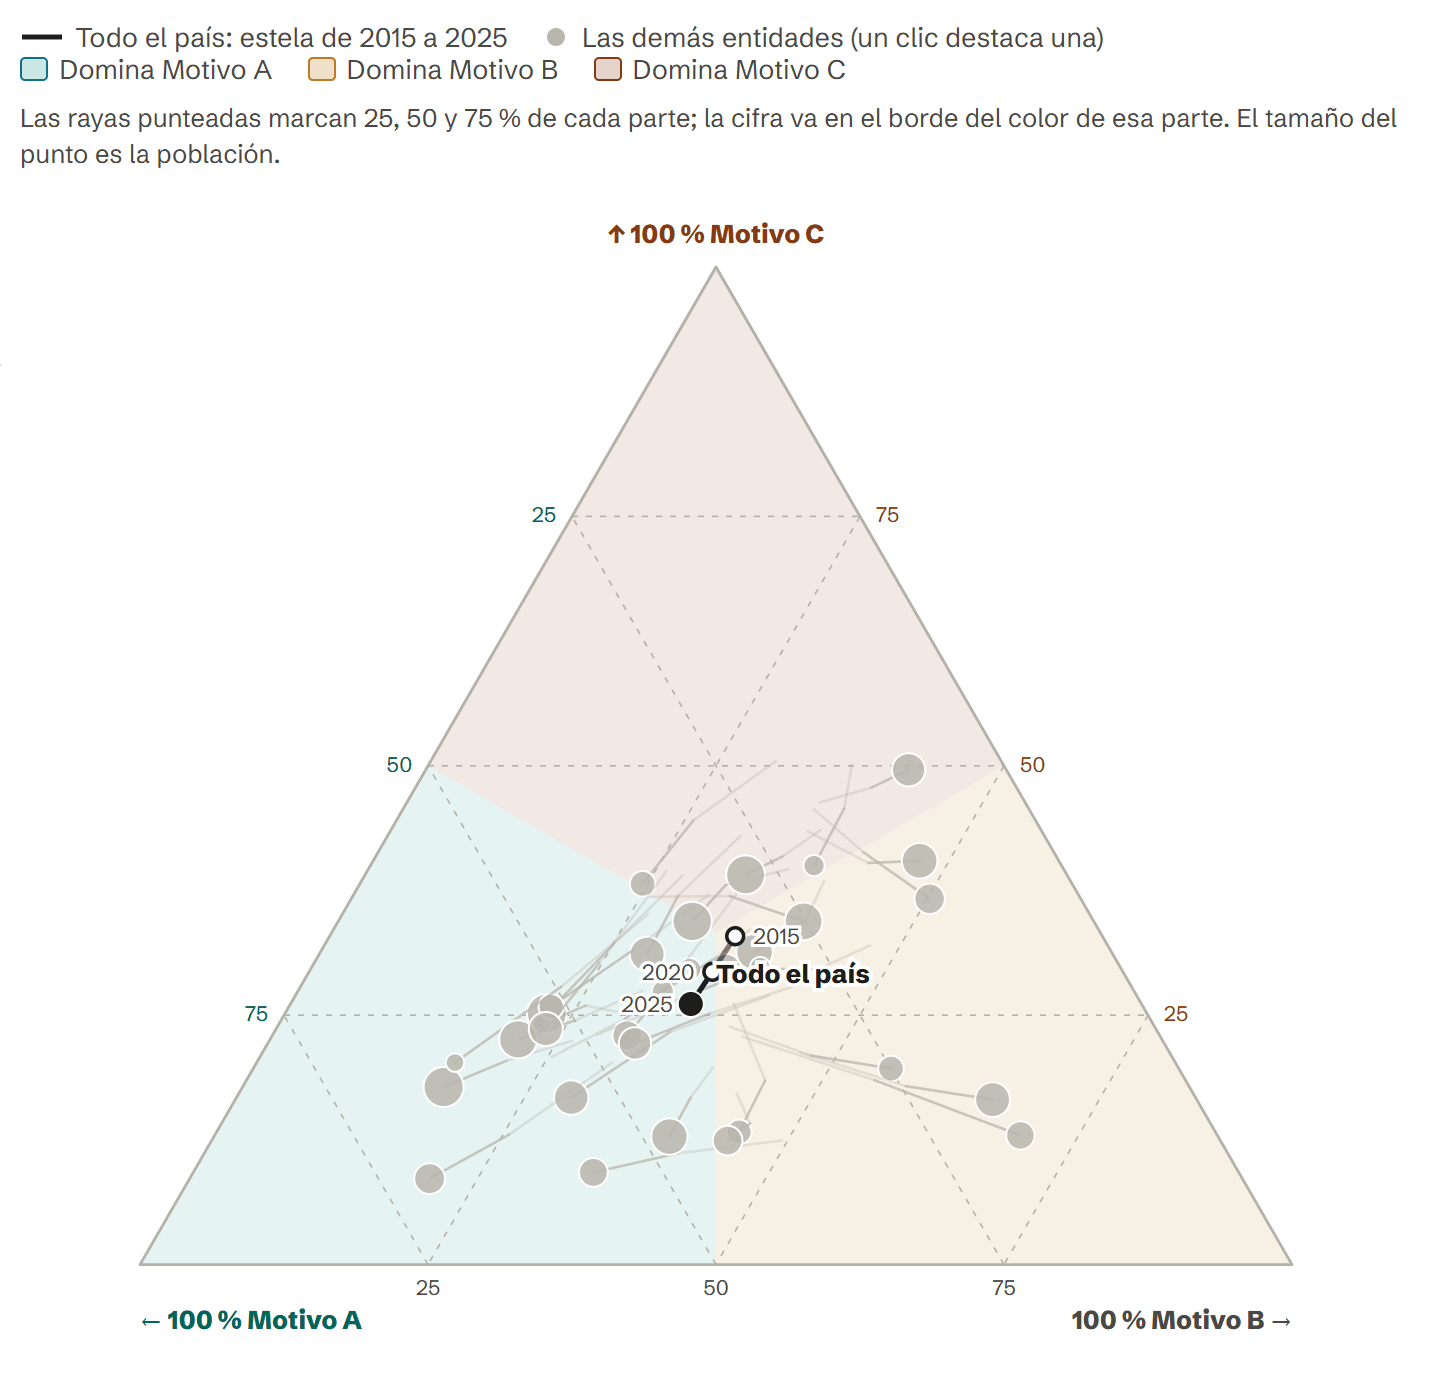 Todo el país: estela de 2015 a 2025
Las demás entidades (un clic destaca una)
Domina Motivo A
Domina Motivo B
Domina Motivo C
Las rayas punteadas marcan 25, 50 y 75 % de cada parte; la cifra va en el borde del color de esa parte. El tamaño del
punto es la población.
↑ 100 % Motivo C
25
75
50
50
2015
2020
Todo el país
2025
75
25
25
50
75
← 100 % Motivo A
100 % Motivo B →